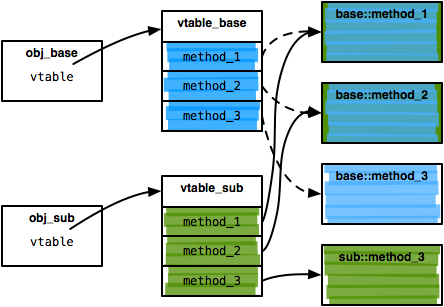 obj_base
vtable
vtable_base
method_1
method_2
method_3
base::method_1
base::method_2
base::method_3
obj_sub
vtable
vtable_sub
method_1
method_2
method_3
sub::method_3